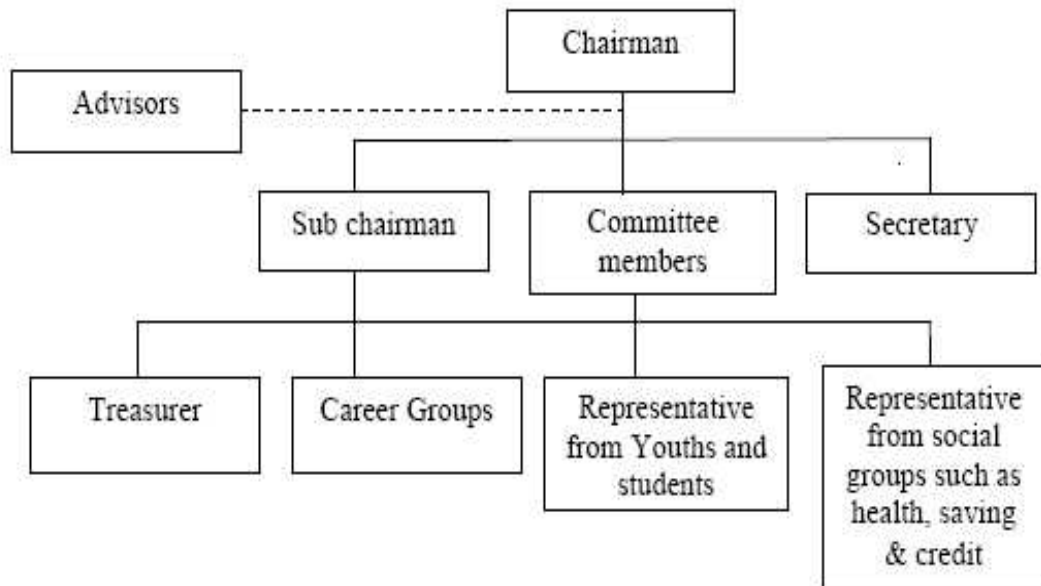 Chairman
Advisors
Sub chairman
Committee
members
Secretary
Treasurer
Career Groups
Representative
from Youths and
students
Representative
from social
groups such as
health, saving
& credit